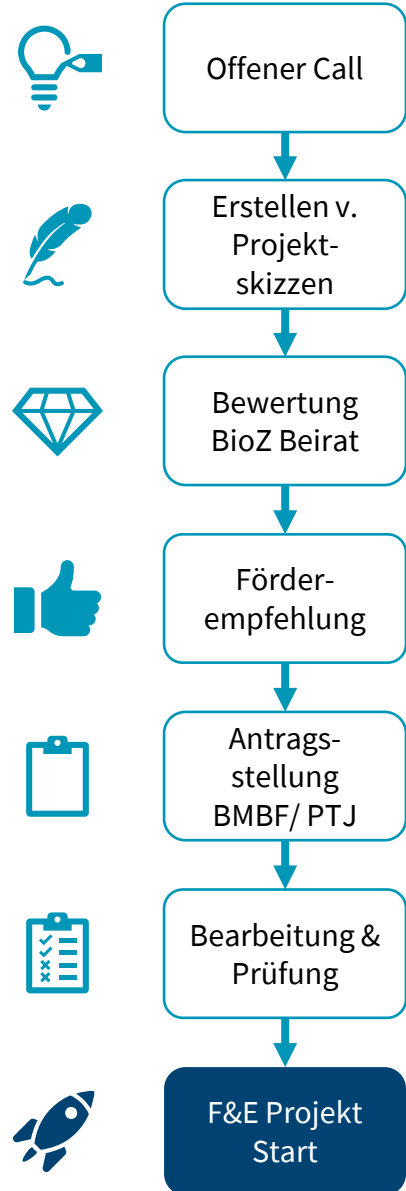 Offener Call
Erstellen v.
Projekt-
skizzen
Bewertung
BioZ Beirat
Förder-
empfehlung
Antrags-
stellung
BMBF/ PTJ
Bearbeitung &
Prüfung
F&E Projekt
Start